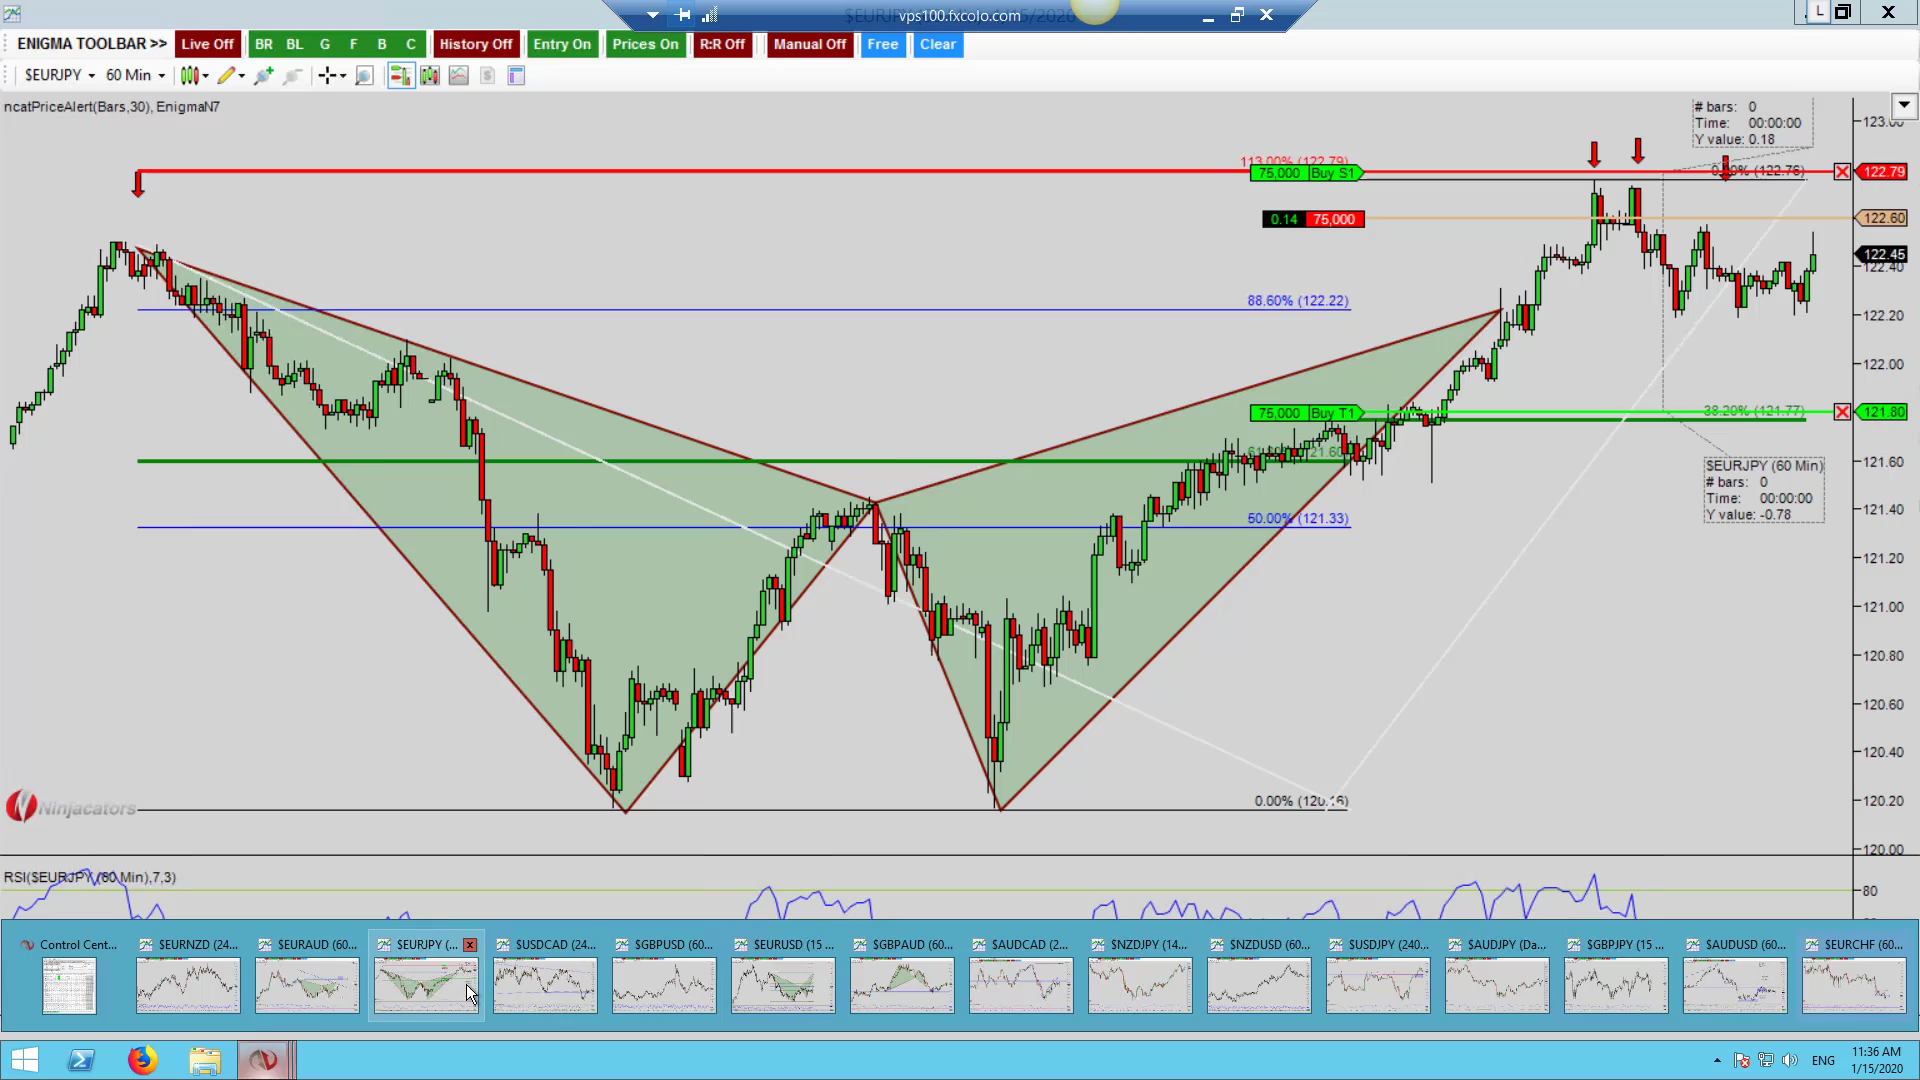 vps100.fxcolo.com
L
ENIGMA TOOLBAR >> Live Off BR BL G F B C History Off Entry On Prices On R:R Off Manual Off Free Clear
$EURJPY 60 Min
ncatPriceAlert(Bars,30), EnigmaN7
# bars: 0
Time: 00:00:00
Y value: 0.18
113.00% (122.79)
75,000 Buy S1
122.79
0.14 75,000
122.60
122.45
122.40
88.60% (122.22)
122.20
122.00
75,000 Buy T1
38.20% (121.77)
121.80
121.60
$EURJPY (60 Min)
# bars: 0
Time: 00:00:00
Y value: -0.78
50.00% (121.33)
121.40
121.20
121.00
120.80
120.60
120.40
0.00% (120.16)
120.20
Ninjacators
120.00
RSI($EURJPY (60 Min),7,3)
80
Control Cent... $EURNZD (24... $EURAUD (60... $EURJPY (... $USDCAD (24... $GBPUSD (60... $EURUSD (15 ... $GBPAUD (60... $AUDCAD (2... $NZDJPY (14... $NZDUSD (60... $USDJPY (240... $AUDJPY (Da... $GBPJPY (15 ... $AUDUSD (60... $EURCHF (60...
ENG
11:36 AM
1/15/2020